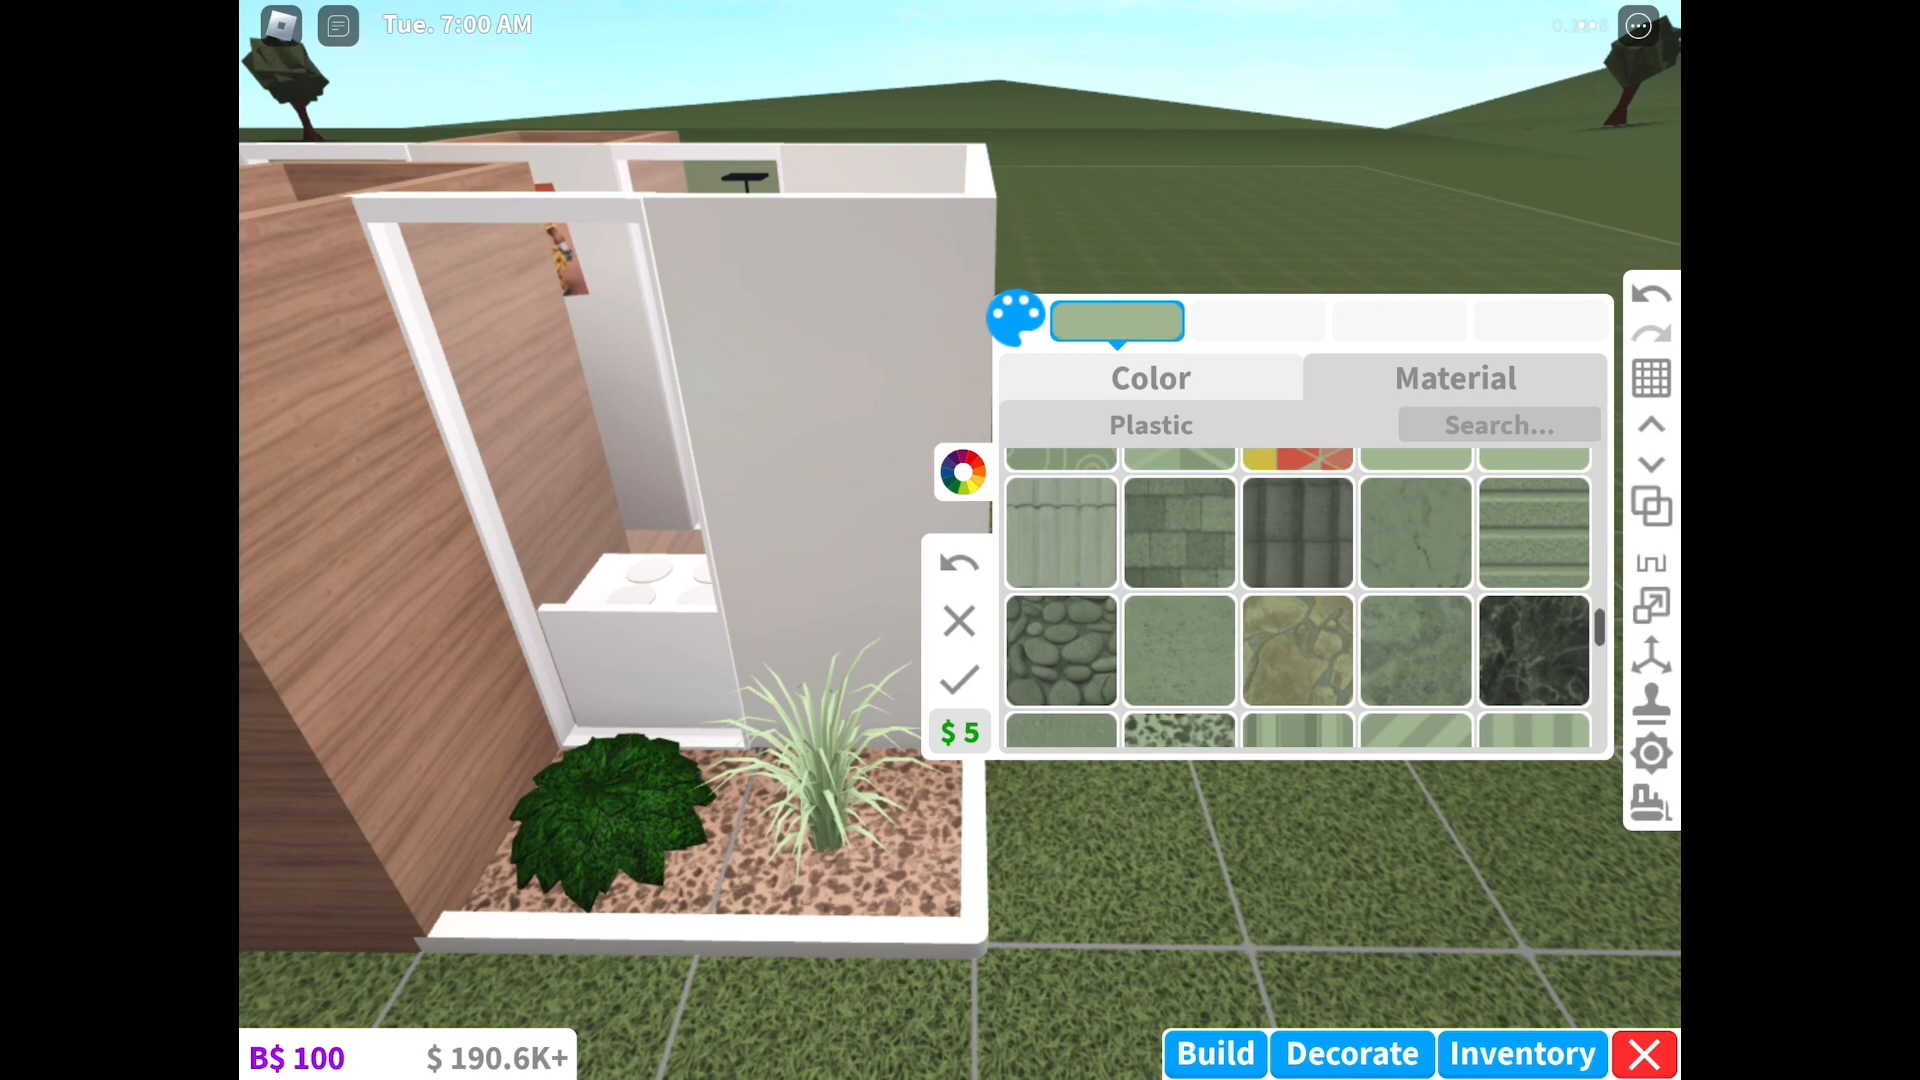 Tue. 7:00 AM
Color
Material
Plastic
Search...
$ 5
B$ 100
$ 190.6K+
Build
Decorate
Inventory